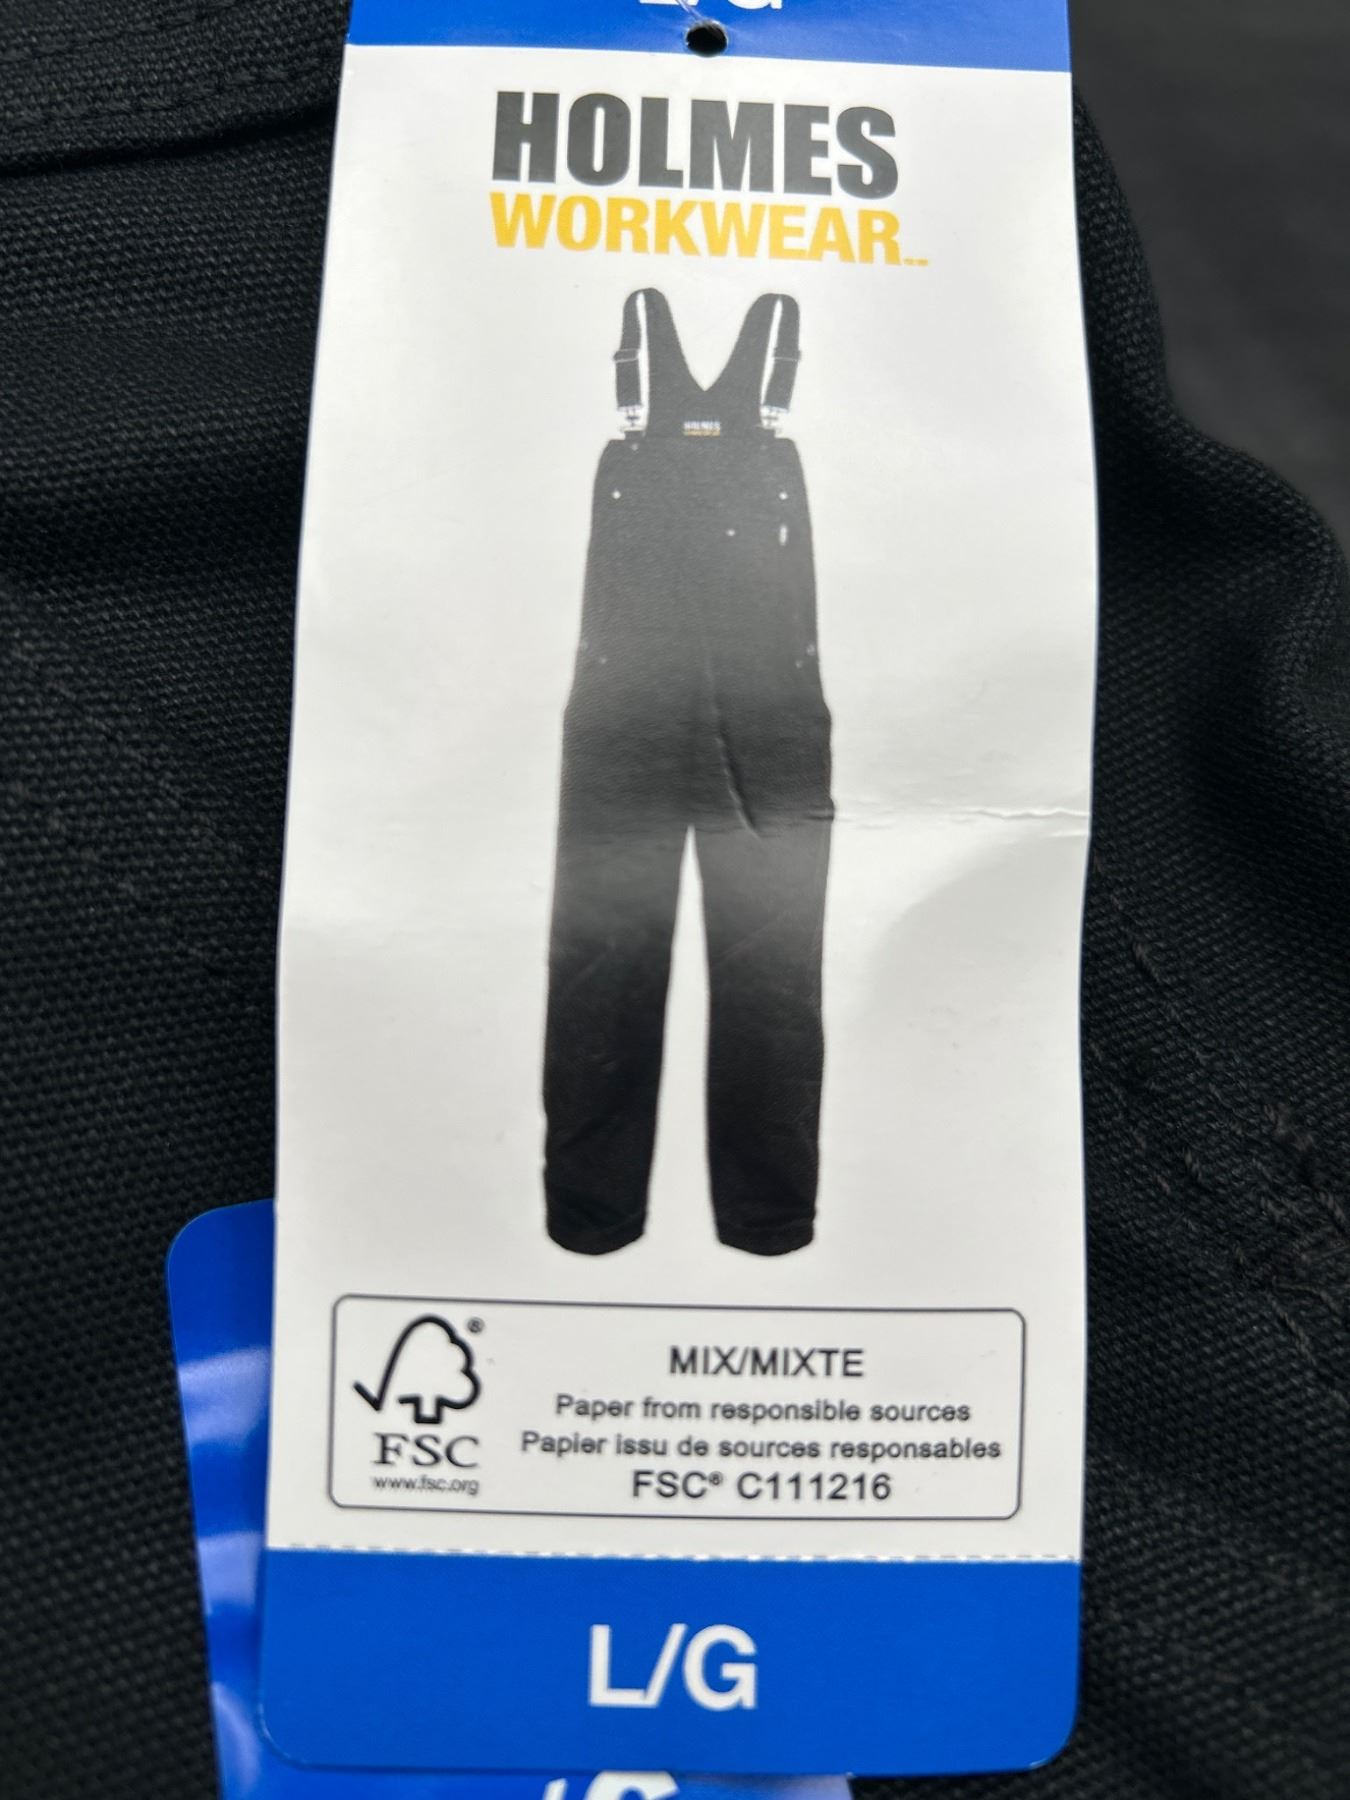 L/G
HOLMES
WORKWEAR
HOLMES
®
MIX/MIXTE
Paper from responsible sources
Papier issu de sources responsables
FSC
www.fsc.org
FSC® C111216
L/G